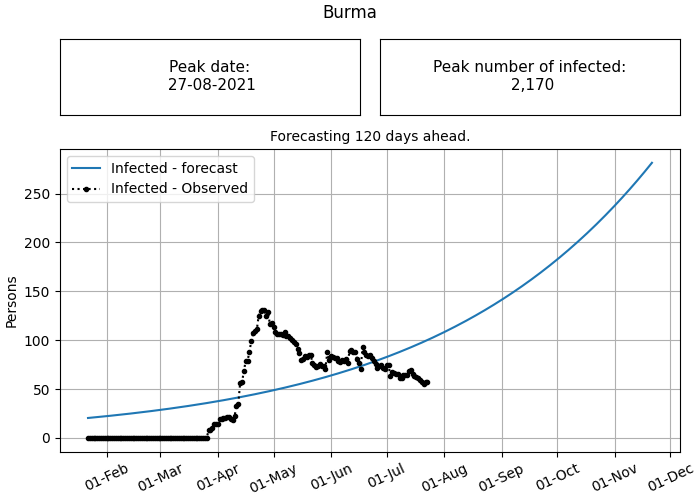 Burma
Peak date:
27-08-2021
Peak number of infected:
2,170
Forecasting 120 days ahead.
Infected - forecast
Infected - Observed
250
200
150
100
50
0
Persons
01-Feb
01-Mar
01-Apr
01-May
01-Jun
01-Jul
01-Aug
01-Sep
01-Oct
01-Nov
01-Dec